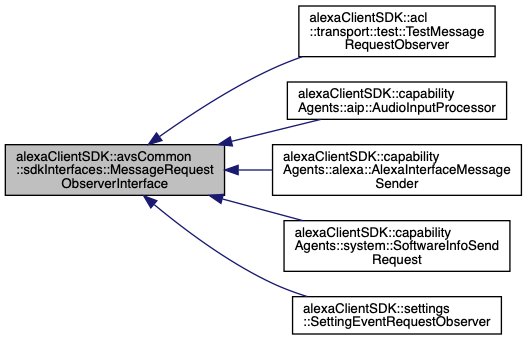 alexaClientSDK::acl
::transport::test::TestMessage
RequestObserver
alexaClientSDK::capability
Agents::aip::AudioInputProcessor
alexaClientSDK::avsCommon
::sdkInterfaces::MessageRequest
ObserverInterface
alexaClientSDK::capability
Agents::alexa::AlexaInterfaceMessage
Sender
alexaClientSDK::capability
Agents::system::SoftwareInfoSend
Request
alexaClientSDK::settings
::SettingEventRequestObserver